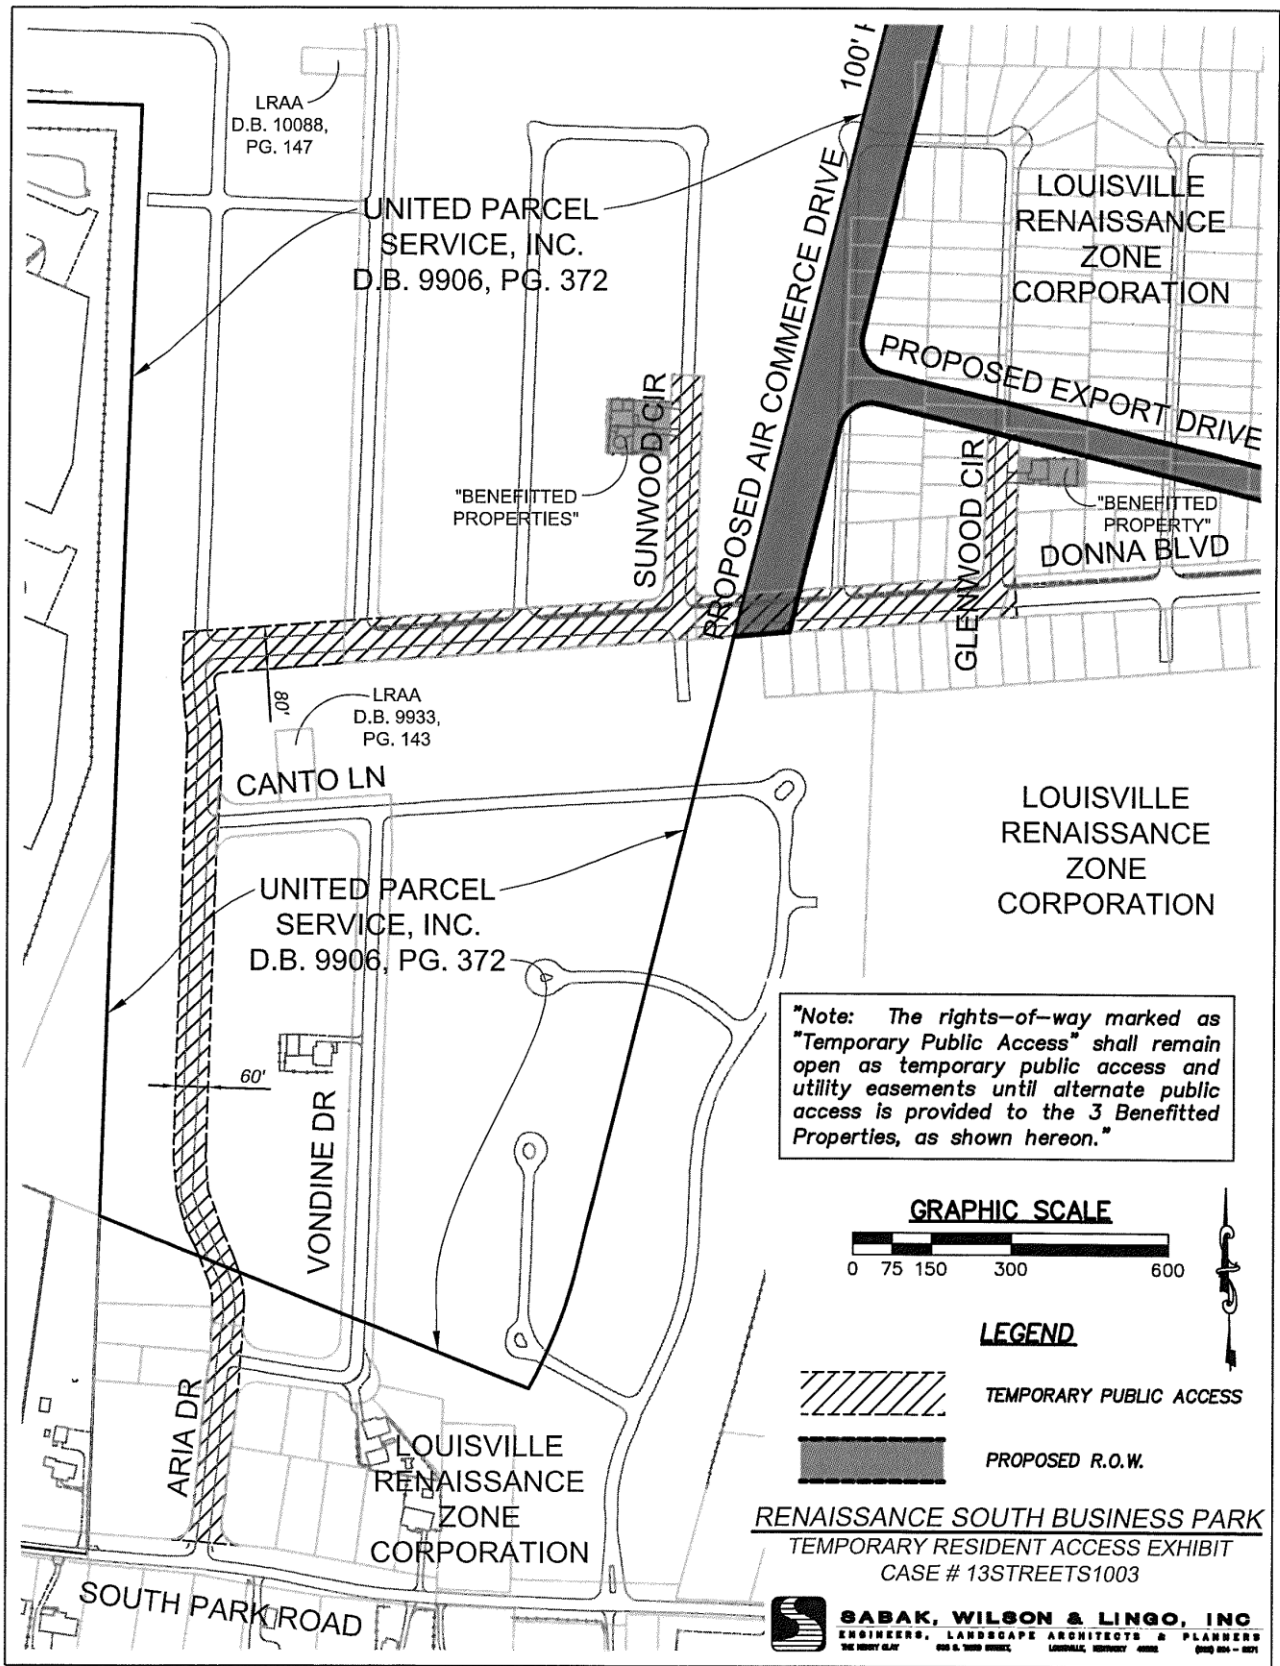 LRAA
D.B. 10088,
PG. 147
100'
UNITED PARCEL
SERVICE, INC.
D.B. 9906, PG. 372
LOUISVILLE
RENAISSANCE
ZONE
CORPORATION
PROPOSED AIR COMMERCE DRIVE
PROPOSED EXPORT DRIVE
SUNWOOD CIR
"BENEFITTED
PROPERTIES"
GLENWOOD CIR
"BENEFITTED
PROPERTY"
DONNA BLVD
80'
LRAA
D.B. 9933,
PG. 143
CANTO LN
LOUISVILLE
RENAISSANCE
ZONE
CORPORATION
UNITED PARCEL
SERVICE, INC.
D.B. 9906, PG. 372
60'
VONDINE DR
"Note: The rights-of-way marked as
"Temporary Public Access" shall remain
open as temporary public access and
utility easements until alternate public
access is provided to the 3 Benefitted
Properties, as shown hereon."
GRAPHIC SCALE
0 75 150 300 600
LEGEND
TEMPORARY PUBLIC ACCESS
PROPOSED R.O.W.
ARIA DR
LOUISVILLE
RENAISSANCE
ZONE
CORPORATION
SOUTH PARK ROAD
RENAISSANCE SOUTH BUSINESS PARK
TEMPORARY RESIDENT ACCESS EXHIBIT
CASE # 13STREETS1003
SABAK, WILSON & LINGO, INC
ENGINEERS, LANDSCAPE ARCHITECTS & PLANNERS
THE HENRY CLAY LOUISVILLE, KENTUCKY